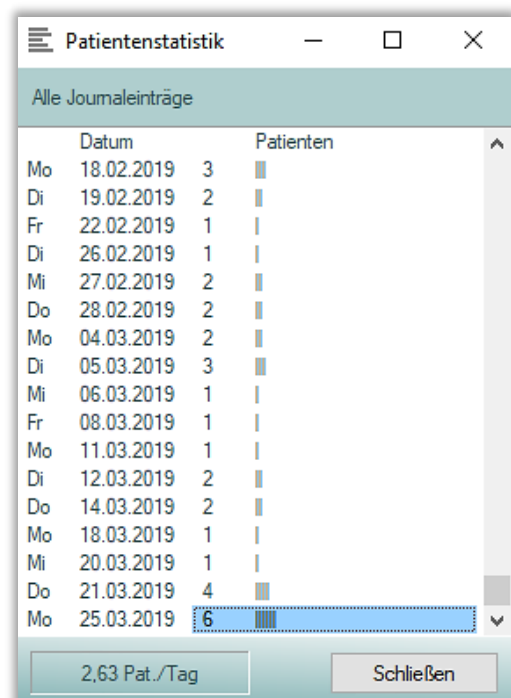 Patientenstatistik
Alle Journaleinträge
Datum Patienten
Mo 18.02.2019 3
Di 19.02.2019 2
Fr 22.02.2019 1
Di 26.02.2019 1
Mi 27.02.2019 2
Do 28.02.2019 2
Mo 04.03.2019 2
Di 05.03.2019 3
Mi 06.03.2019 1
Fr 08.03.2019 1
Mo 11.03.2019 1
Di 12.03.2019 2
Do 14.03.2019 2
Mo 18.03.2019 1
Mi 20.03.2019 1
Do 21.03.2019 4
Mo 25.03.2019 6
2,63 Pat./Tag Schließen